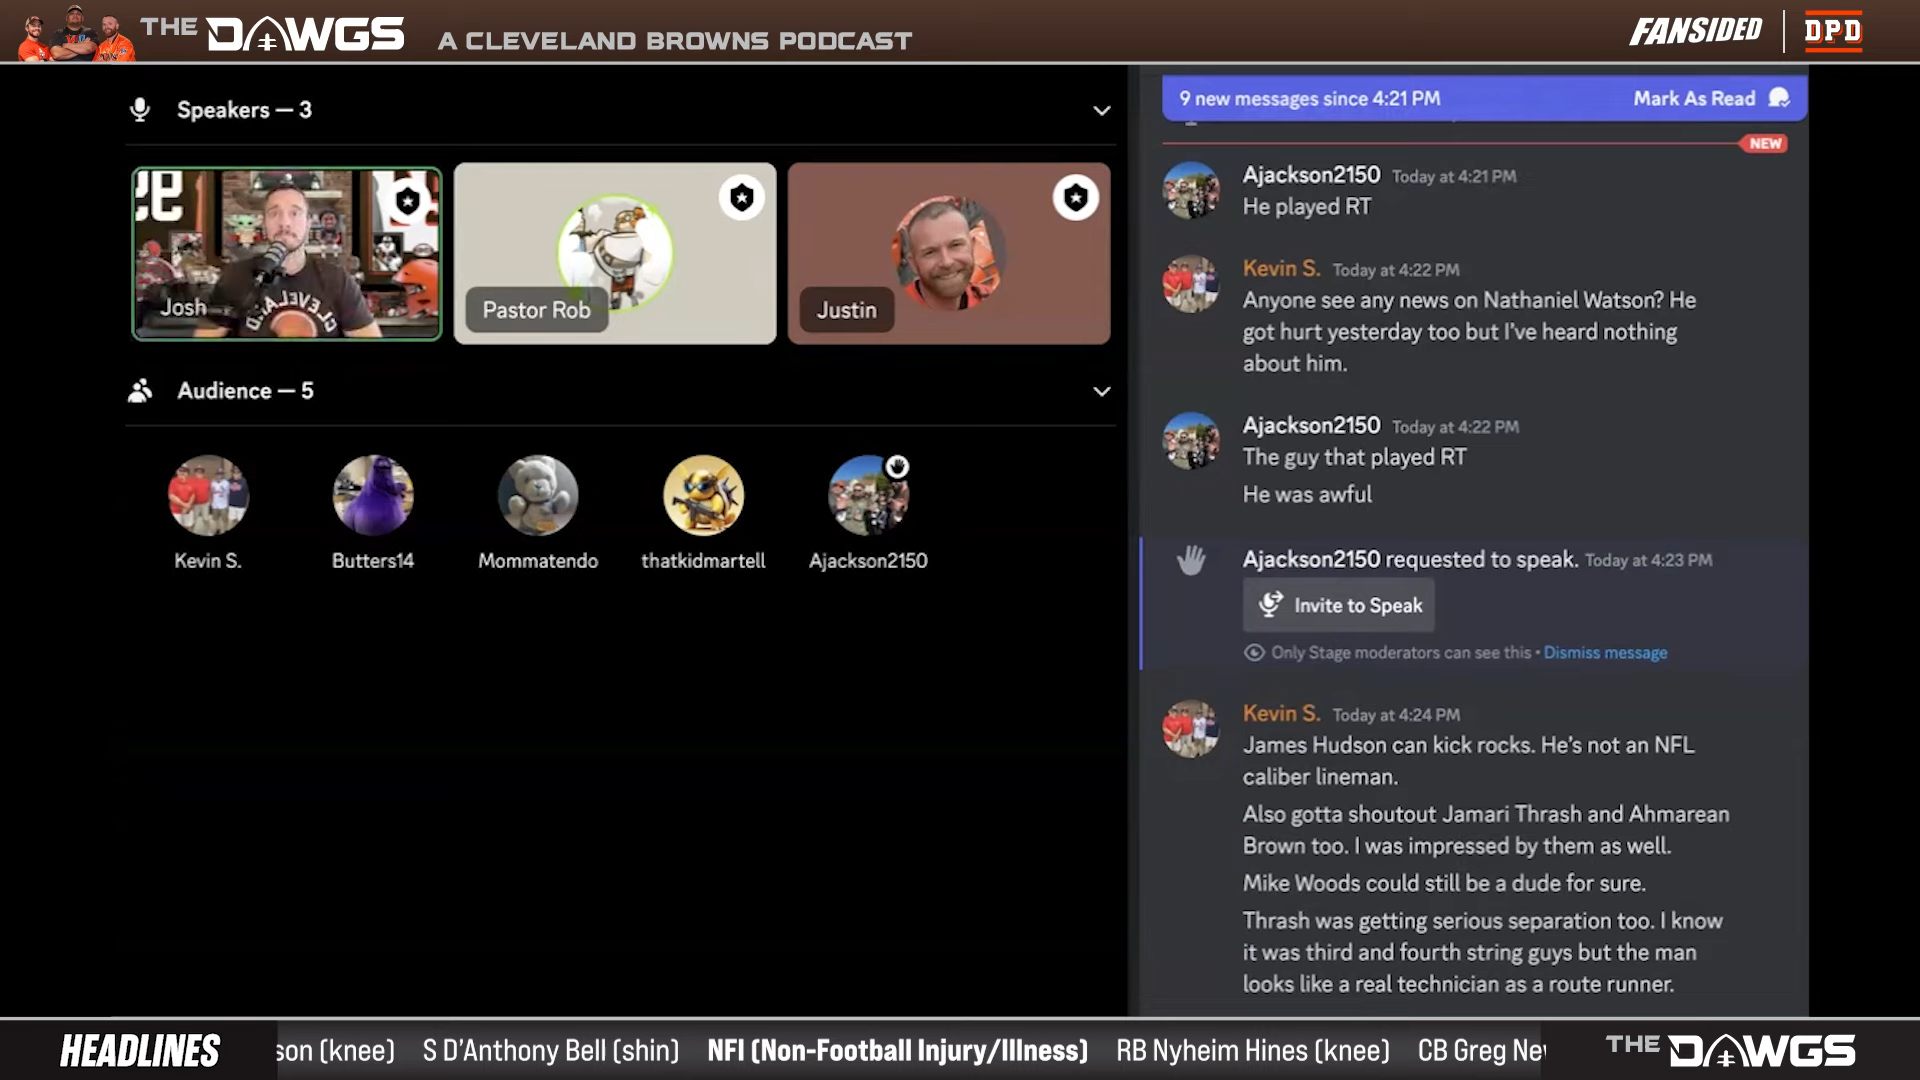 THE DAWGS A CLEVELAND BROWNS PODCAST
FANSIDED DPD
Speakers — 3
Josh
Pastor Rob
Justin
Audience — 5
Kevin S.
Butters14
Mommatendo
thatkidmartell
Ajackson2150
9 new messages since 4:21 PM Mark As Read
NEW
Ajackson2150 Today at 4:21 PM
He played RT
Kevin S. Today at 4:22 PM
Anyone see any news on Nathaniel Watson? He
got hurt yesterday too but I've heard nothing
about him.
Ajackson2150 Today at 4:22 PM
The guy that played RT
He was awful
Ajackson2150 requested to speak. Today at 4:23 PM
Invite to Speak
Only Stage moderators can see this • Dismiss message
Kevin S. Today at 4:24 PM
James Hudson can kick rocks. He's not an NFL
caliber lineman.
Also gotta shoutout Jamari Thrash and Ahmarean
Brown too. I was impressed by them as well.
Mike Woods could still be a dude for sure.
Thrash was getting serious separation too. I know
it was third and fourth string guys but the man
looks like a real technician as a route runner.
HEADLINES son (knee) S D'Anthony Bell (shin) NFI (Non-Football Injury/Illness) RB Nyheim Hines (knee) CB Greg New THE DAWGS